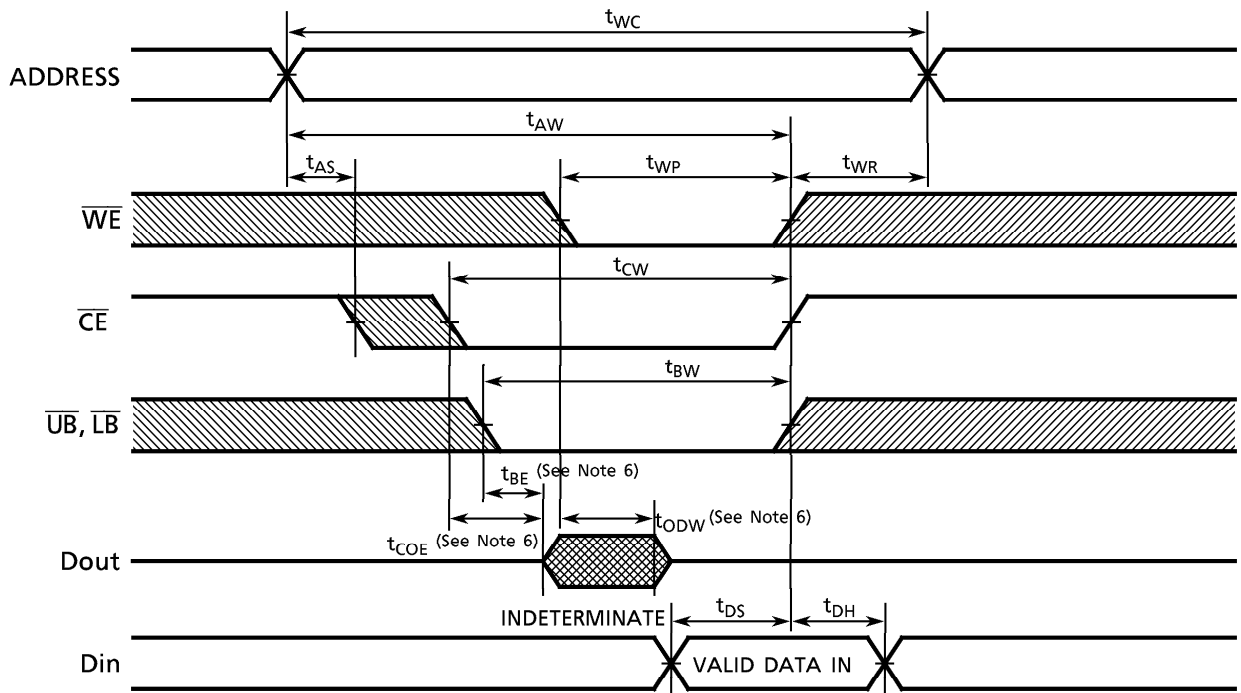 tWC
ADDRESS
tAW
tAS
tWP
tWR
WE
tCW
CE
tBW
UB, LB
tBE (See Note 6)
tODW (See Note 6)
tCOE (See Note 6)
Dout
INDETERMINATE
tDS
tDH
Din
VALID DATA IN